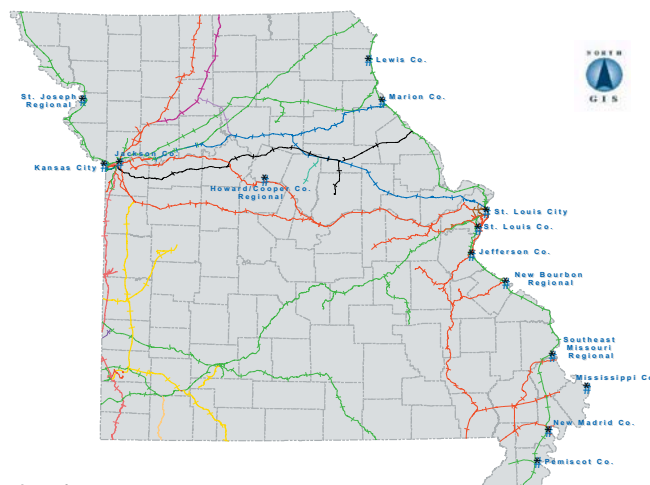 NORTH
GIS
Lewis Co.
St. Joseph
Regional
Marion Co.
Jackson Co.
Kansas City
Howard/Cooper Co.
Regional
St. Louis City
St. Louis Co.
Jefferson Co.
New Bourbon
Regional
Southeast
Missouri
Regional
Mississippi C
New Madrid Co.
Pemiscot Co.